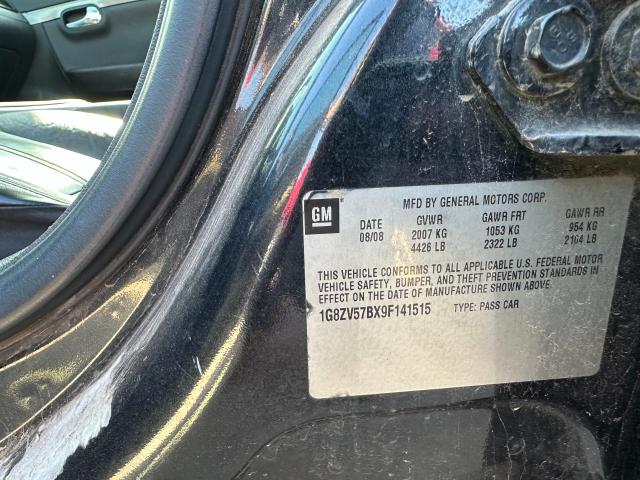 GM
MFD BY GENERAL MOTORS CORP.
DATE GVWR GAWR FRT GAWR RR
08/08 2007 KG 1053 KG 954 KG
4426 LB 2322 LB 2104 LB
THIS VEHICLE CONFORMS TO ALL APPLICABLE U.S. FEDERAL MOTOR
VEHICLE SAFETY, BUMPER, AND THEFT PREVENTION STANDARDS IN
EFFECT ON THE DATE OF MANUFACTURE SHOWN ABOVE.
1G8ZV57BX9F141515 TYPE: PASS CAR